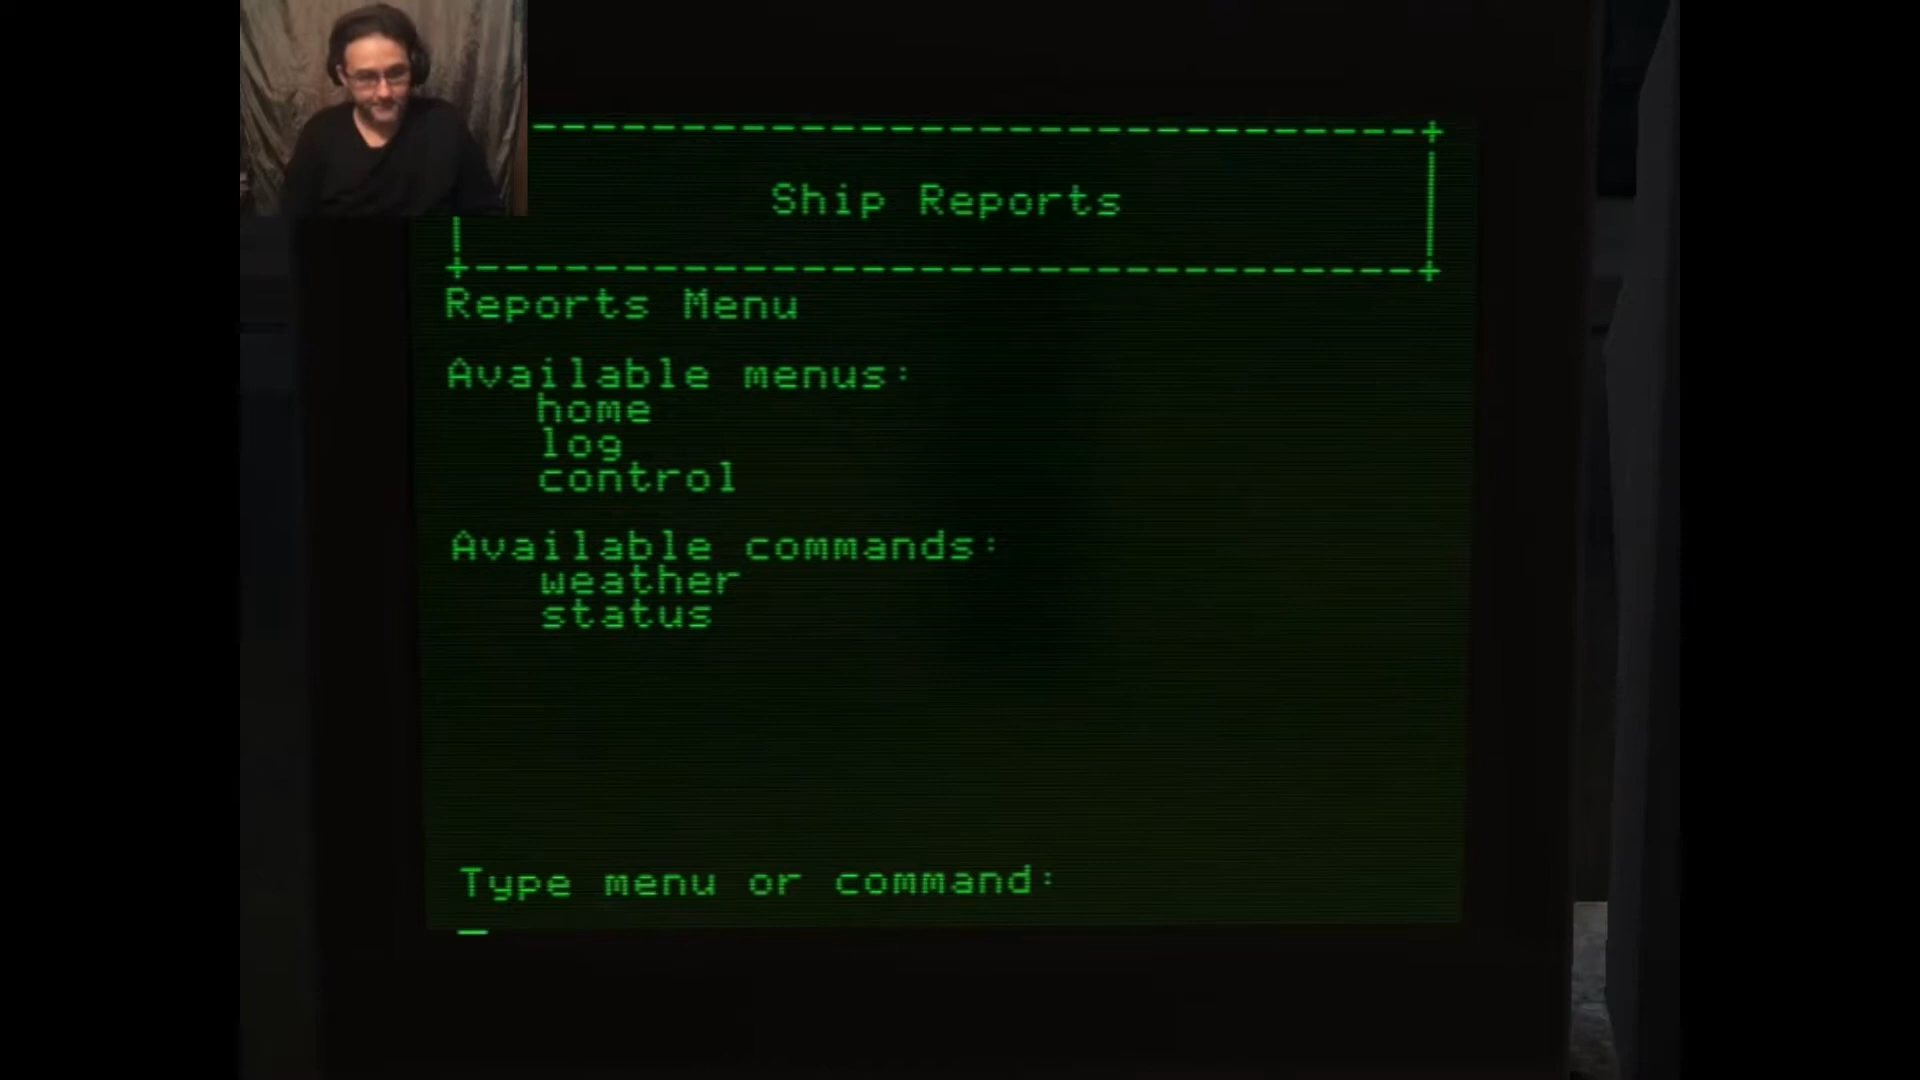 Ship Reports
Reports Menu
Available menus:
home
log
control
Available commands:
weather
status
Type menu or command:
_